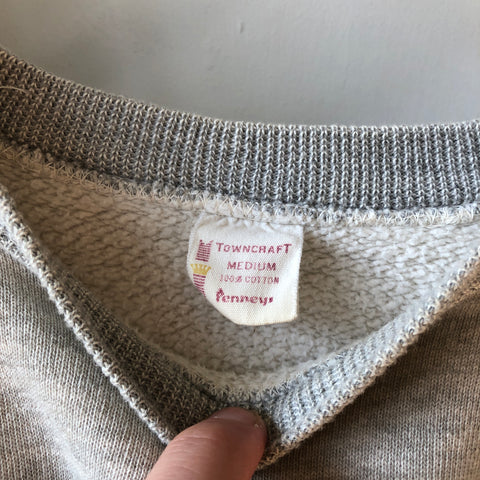 TOWNCRAFT
MEDIUM
100% COTTON
Penneys